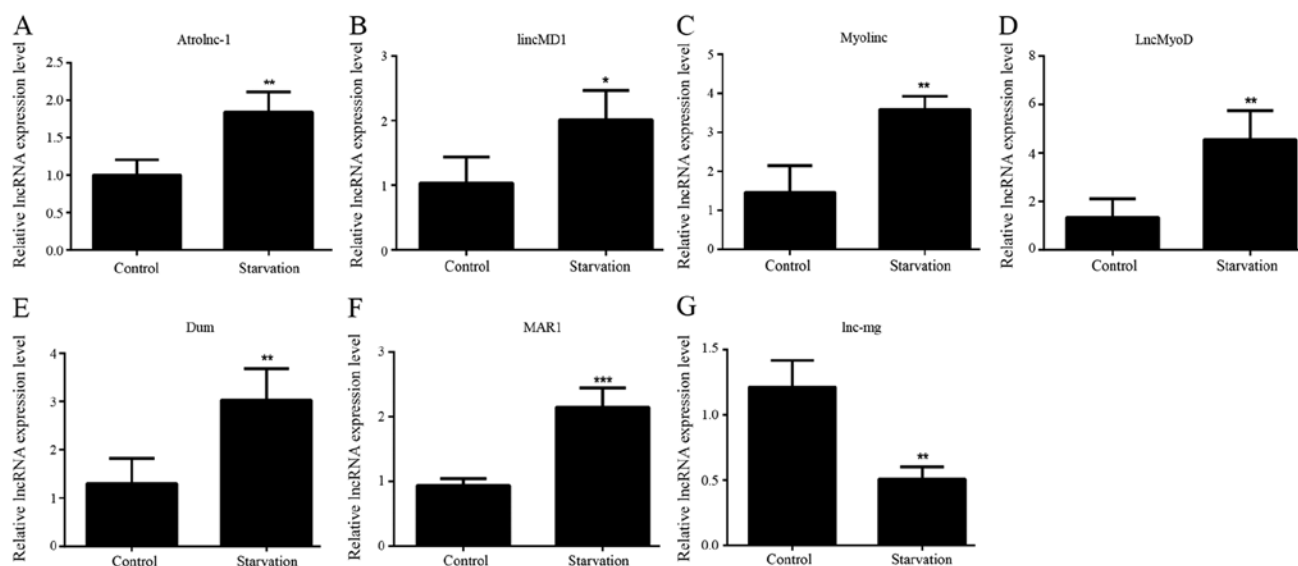 A
Atrolnc-1
Relative lncRNA expression level
2.5
2.0
1.5
1.0
0.5
0.0
**
Control
Starvation
B
lincMD1
Relative lncRNA expression level
3
2
1
0
*
Control
Starvation
C
Myolinc
Relative lncRNA expression level
5
4
3
2
1
0
**
Control
Starvation
D
LncMyoD
Relative lncRNA expression level
8
6
4
2
0
**
Control
Starvation
E
Dum
Relative lncRNA expression level
4
3
2
1
0
**
Control
Starvation
F
MAR1
Relative lncRNA expression level
3
2
1
0
***
Control
Starvation
G
lnc-mg
Relative lncRNA expression level
1.5
1.0
0.5
0.0
**
Control
Starvation